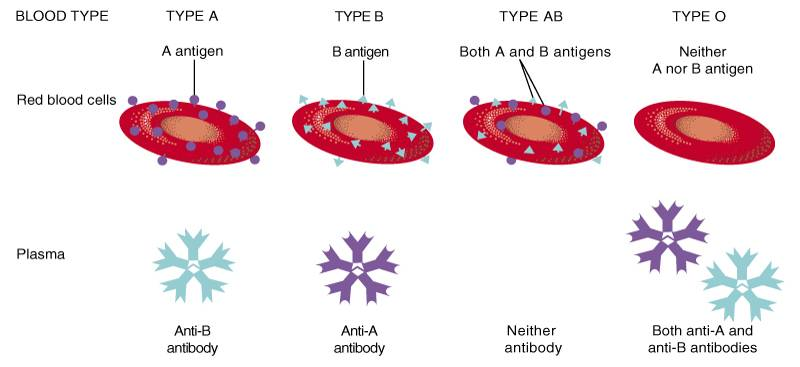 BLOOD TYPE TYPE A TYPE B TYPE AB TYPE O
A antigen B antigen Both A and B antigens Neither
A nor B antigen
Red blood cells
Plasma
Anti-B Anti-A Neither Both anti-A and
antibody antibody antibody anti-B antibodies